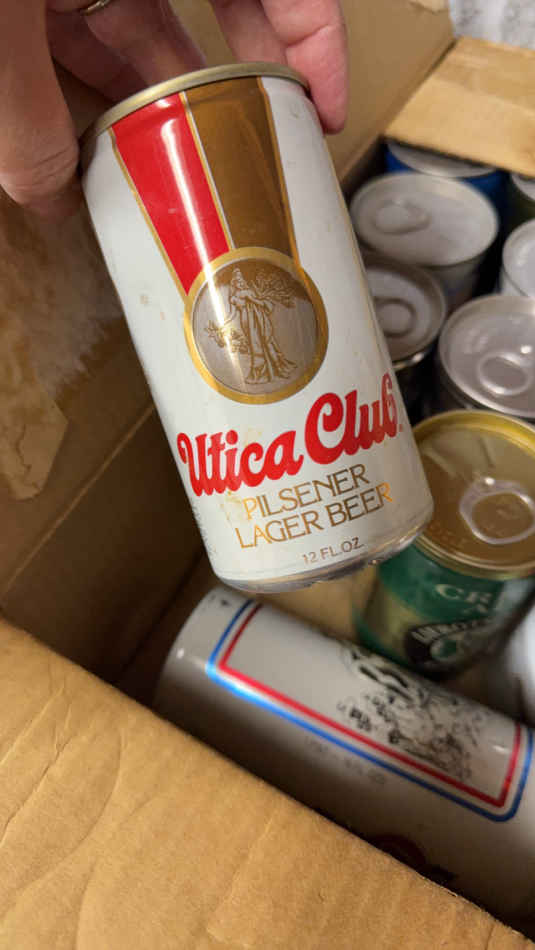 Utica Club
PILSENER
LAGER BEER
12 FL.OZ.